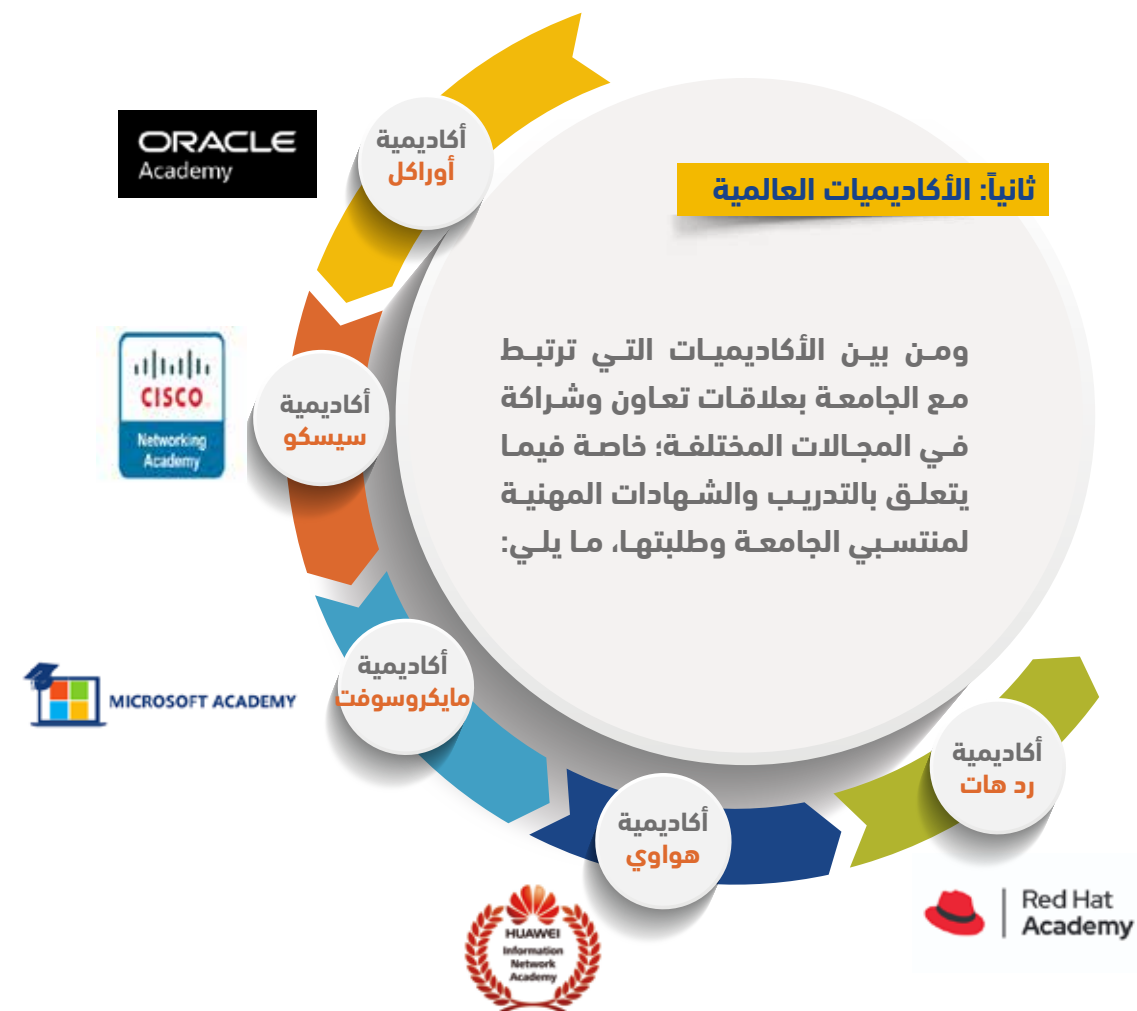 ثانياً: الأكاديميات العالمية
ومن بين الأكاديميات التي ترتبط
مع الجامعة بعلاقات تعاون وشراكة
في المجالات المختلفة؛ خاصة فيما
يتعلق بالتدريب والشهادات المهنية
لمنتسبي الجامعة وطلبتها، ما يلي:
أكاديمية
أوراكل
ORACLE
Academy
أكاديمية
سيسكو
CISCO
Networking
Academy
أكاديمية
مايكروسوفت
MICROSOFT ACADEMY
أكاديمية
هواوي
HUAWEI
Information
Network
Academy
أكاديمية
رد هات
Red Hat
Academy